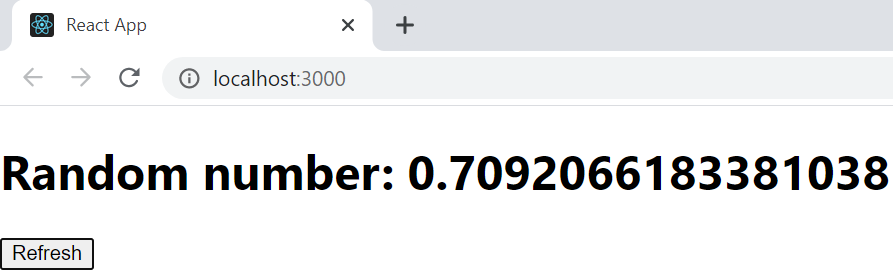 React App
localhost:3000
Random number: 0.7092066183381038
Refresh